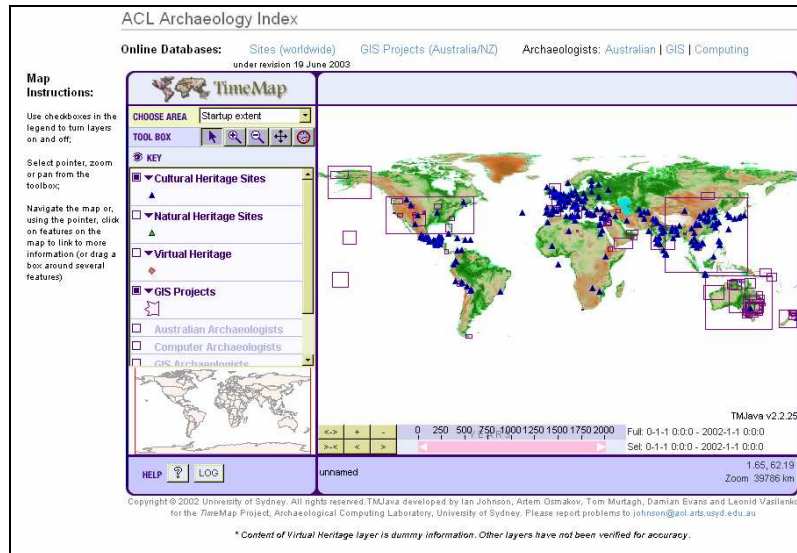 ACL Archaeology Index
Online Databases: Sites (worldwide) GIS Projects (Australia/NZ) Archaeologists: Australian | GIS | Computing
under revision 19 June 2003
Map
Instructions:
Use checkboxes in the
legend to turn layers
on and off;
Select pointer, zoom
or pan from the
toolbox;
Navigate the map or,
using the pointer, click
on features on the
map to link to more
information (or drag a
box around several
features)
TimeMap
CHOOSE AREA Startup extent
TOOL BOX
KEY
Cultural Heritage Sites
Natural Heritage Sites
Virtual Heritage
GIS Projects
Australian Archaeologists
Computer Archaeologists
GIS Archaeologists
TMJava v2.2.25
<-> + -
>-< < >
0 250 500 750 1000 1250 1500 1750 2000
YEARS
Full: 0-1-1 0:0:0 - 2002-1-1 0:0:0
Sel: 0-1-1 0:0:0 - 2002-1-1 0:0:0
HELP ? LOG
unnamed
1.65, 62.19
Zoom 39786 km
Copyright © 2002 University of Sydney. All rights reserved TMJava developed by Ian Johnson, Artem Osmakov, Tom Murtagh, Damian Evans and Leonid Vasilenko
for the TimeMap Project, Archaeological Computing Laboratory, University of Sydney. Please report problems to johnson@acl.arts.usyd.edu.au
* Content of Virtual Heritage layer is dummy information. Other layers have not been verified for accuracy.